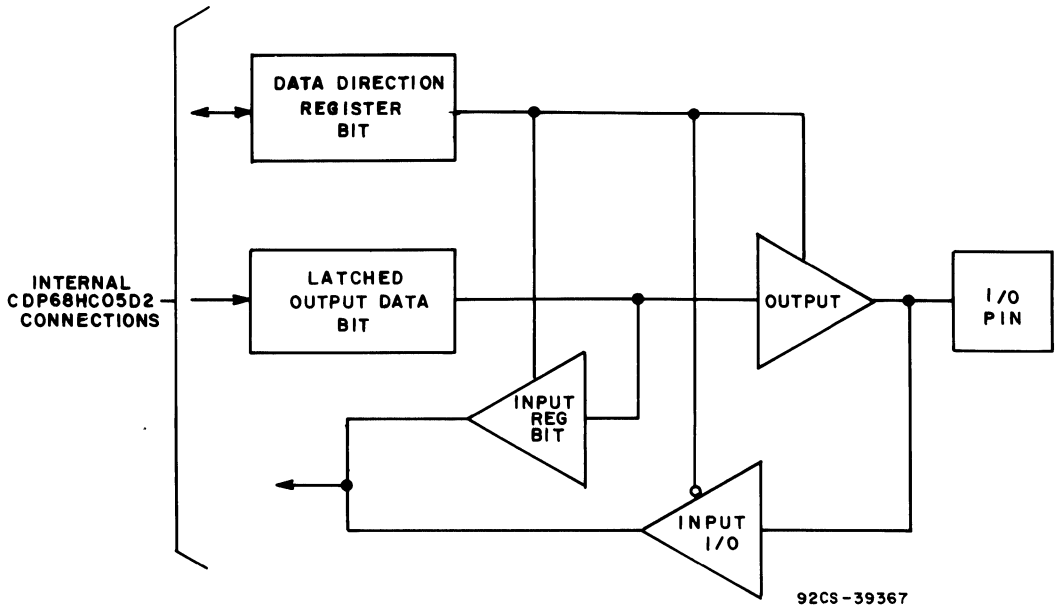 DATA DIRECTION
REGISTER
BIT
INTERNAL
CDP68HC05D2
CONNECTIONS
LATCHED
OUTPUT DATA
BIT
OUTPUT
I/O
PIN
INPUT
REG
BIT
INPUT
I/O
92CS-39367